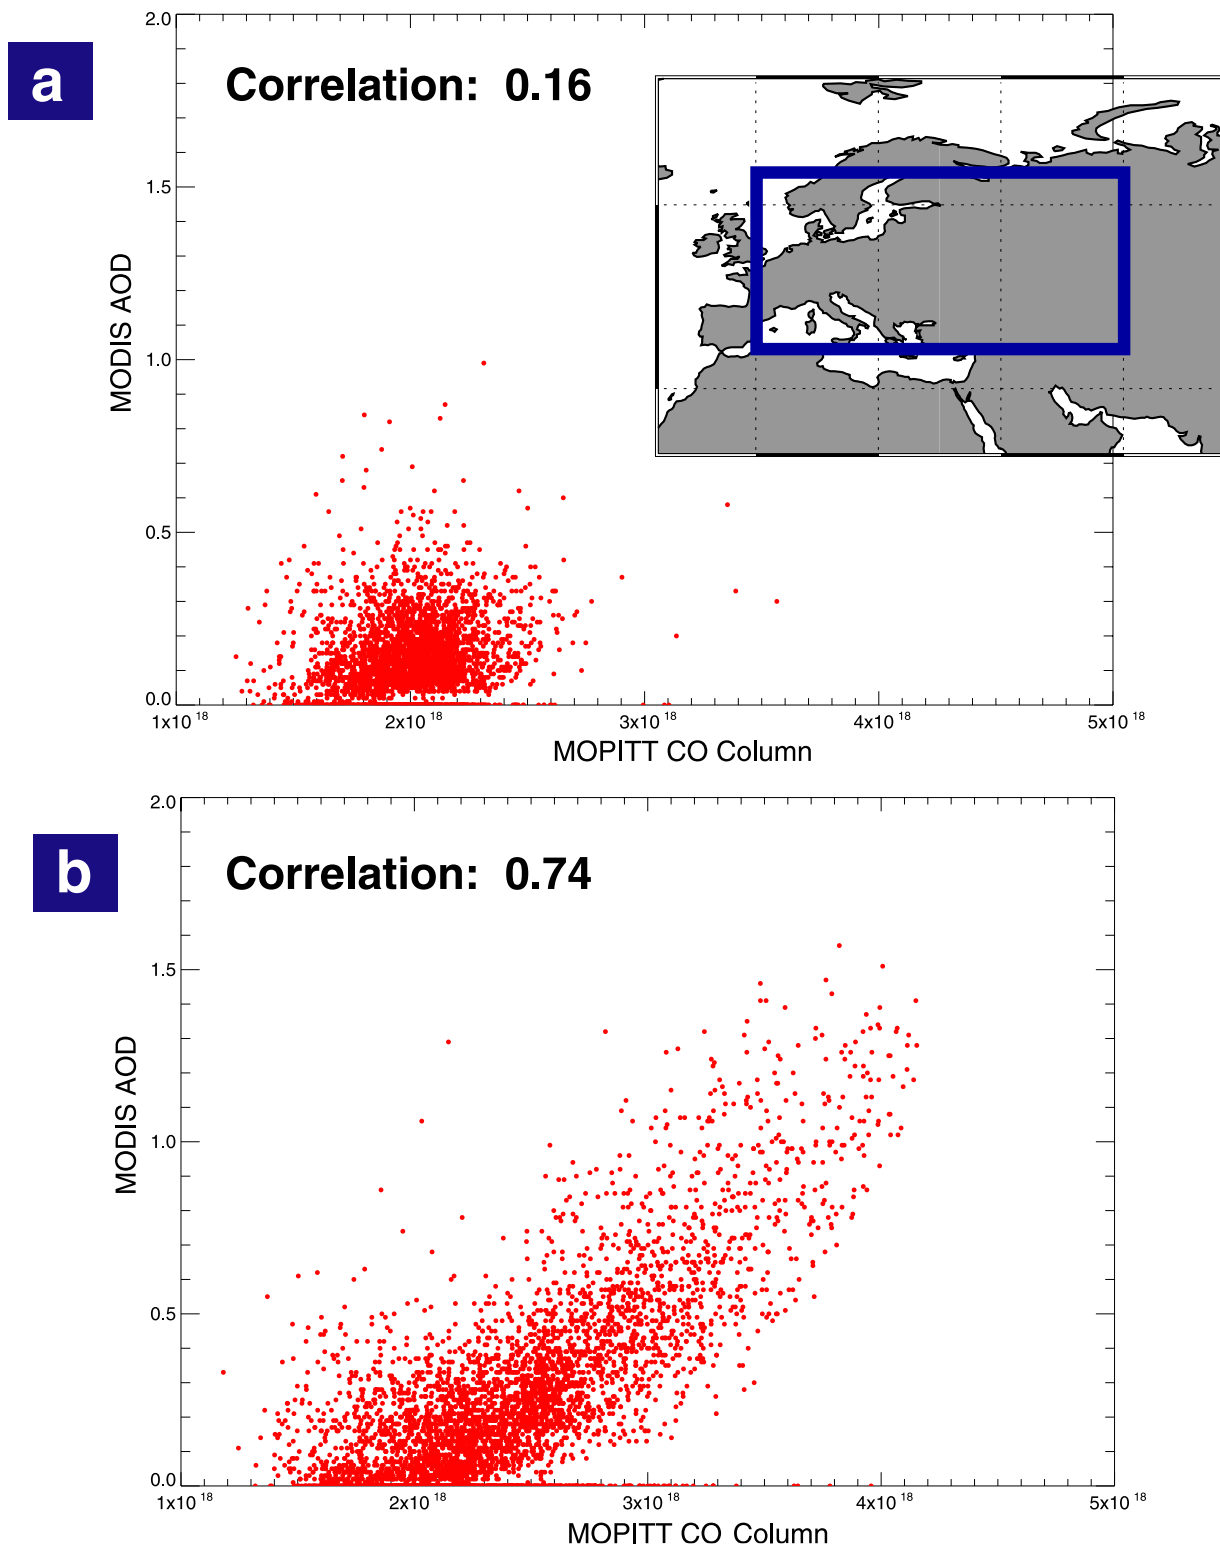 a
Correlation: 0.16
2.0
1.5
1.0
0.5
0.0
MODIS AOD
1x10 18 2x10 18 3x10 18 4x10 18 5x10 18
MOPITT CO Column
b
Correlation: 0.74
2.0
1.5
1.0
0.5
0.0
MODIS AOD
1x10 18 2x10 18 3x10 18 4x10 18 5x10 18
MOPITT CO Column